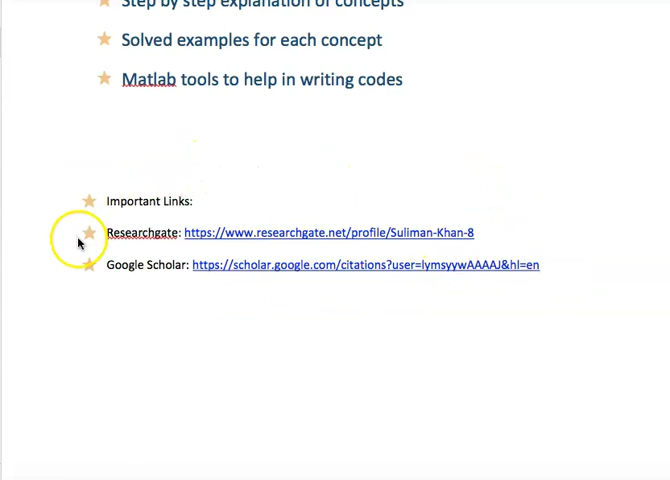 Step by step explanation of concepts
Solved examples for each concept
Matlab tools to help in writing codes
Important Links:
Researchgate: https://www.researchgate.net/profile/Suliman-Khan-8
Google Scholar: https://scholar.google.com/citations?user=lymsyywAAAAJ&hl=en